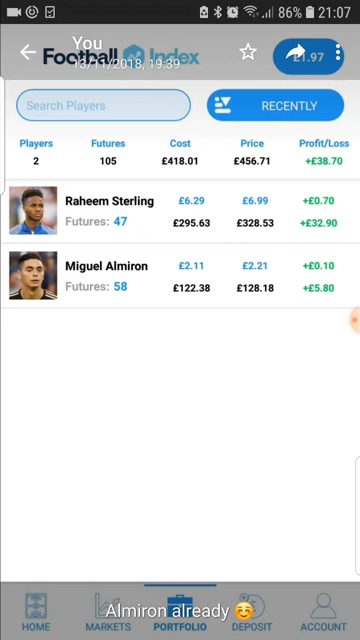 86% 21:07
You
Football Index
13/11/2018, 19:39
£1.97
Search Players
RECENTLY
Players Futures Cost Price Profit/Loss
2 105 £418.01 £456.71 +£38.70
Raheem Sterling £6.29 £6.99 +£0.70
Futures: 47 £295.63 £328.53 +£32.90
Miguel Almiron £2.11 £2.21 +£0.10
Futures: 58 £122.38 £128.18 +£5.80
Almiron already ☺️
HOME MARKETS PORTFOLIO DEPOSIT ACCOUNT